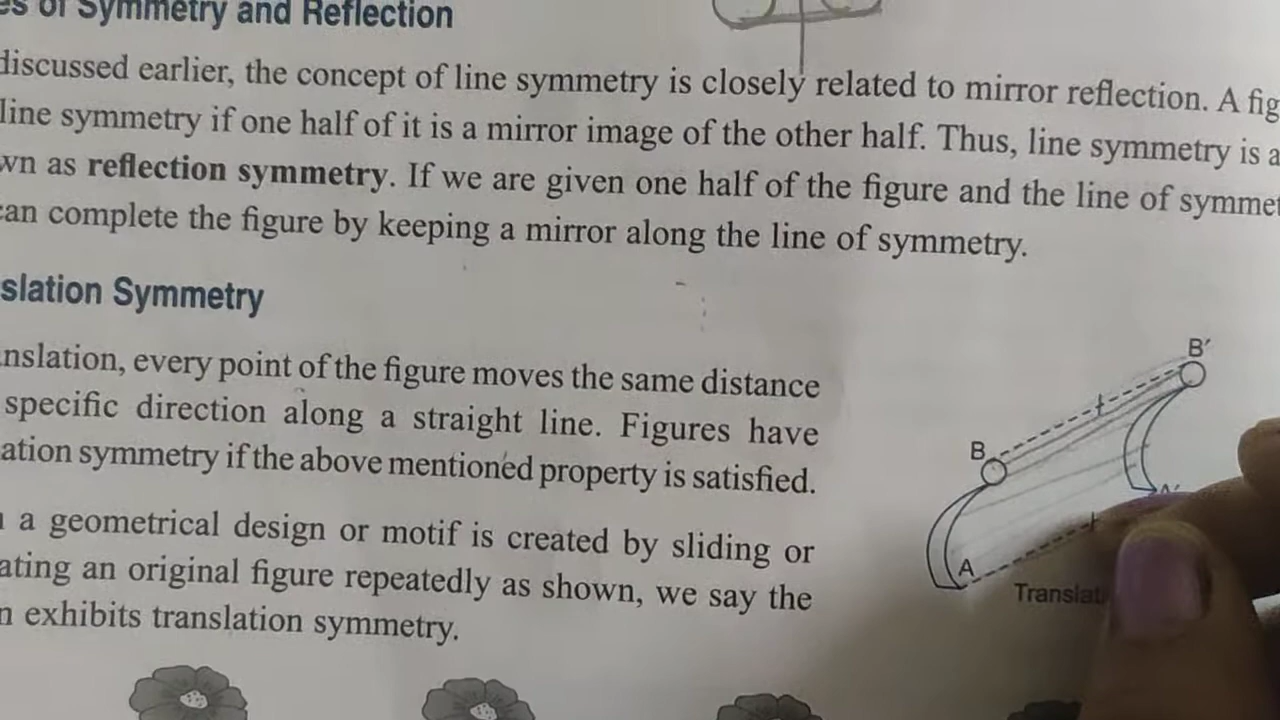 es of Symmetry and Reflection
discussed earlier, the concept of line symmetry is closely related to mirror reflection. A fig
line symmetry if one half of it is a mirror image of the other half. Thus, line symmetry is a
wn as reflection symmetry. If we are given one half of the figure and the line of symmet
can complete the figure by keeping a mirror along the line of symmetry.
slation Symmetry
nslation, every point of the figure moves the same distance
specific direction along a straight line. Figures have
ation symmetry if the above mentioned property is satisfied.
a geometrical design or motif is created by sliding or
ating an original figure repeatedly as shown, we say the
n exhibits translation symmetry.
B′
B
A′
A
Translat